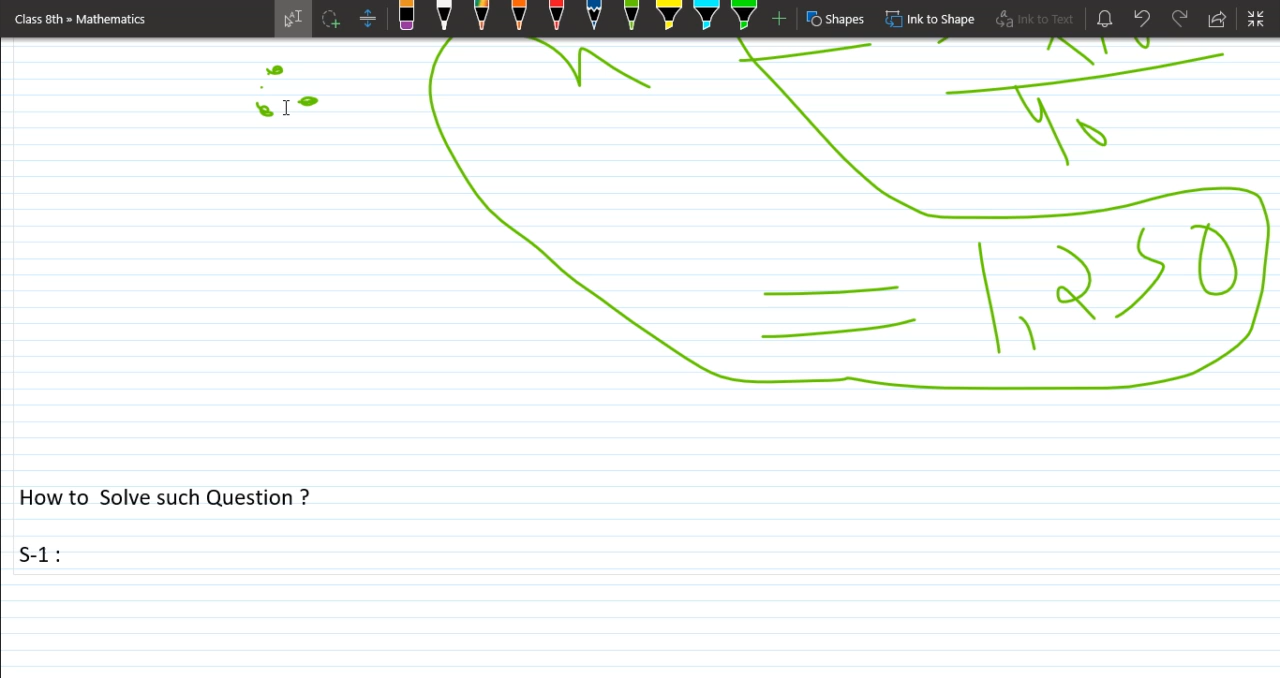 Class 8th » Mathematics
Shapes
Ink to Shape
Ink to Text
= 1,250
How to  Solve such Question ?
S-1 :